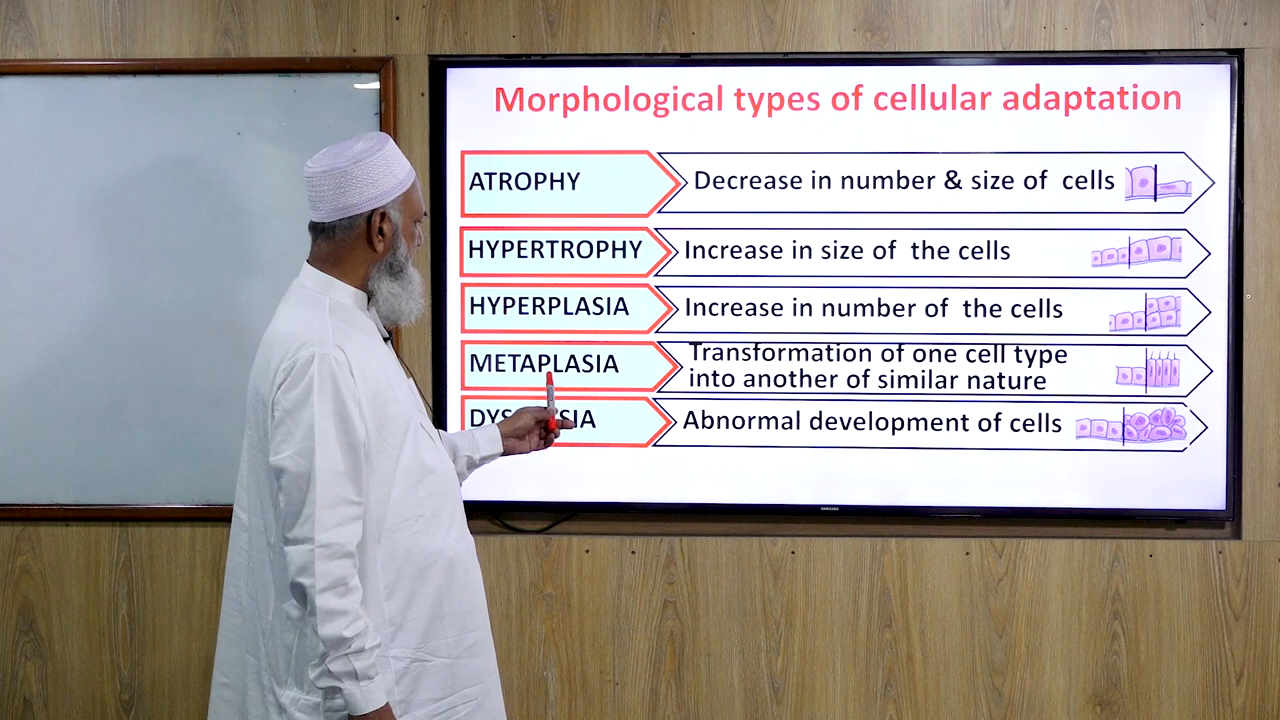 Morphological types of cellular adaptation
ATROPHY
Decrease in number & size of cells
HYPERTROPHY
Increase in size of the cells
HYPERPLASIA
Increase in number of the cells
METAPLASIA
Transformation of one cell type
into another of similar nature
Abnormal development of cells
SAMSUNG